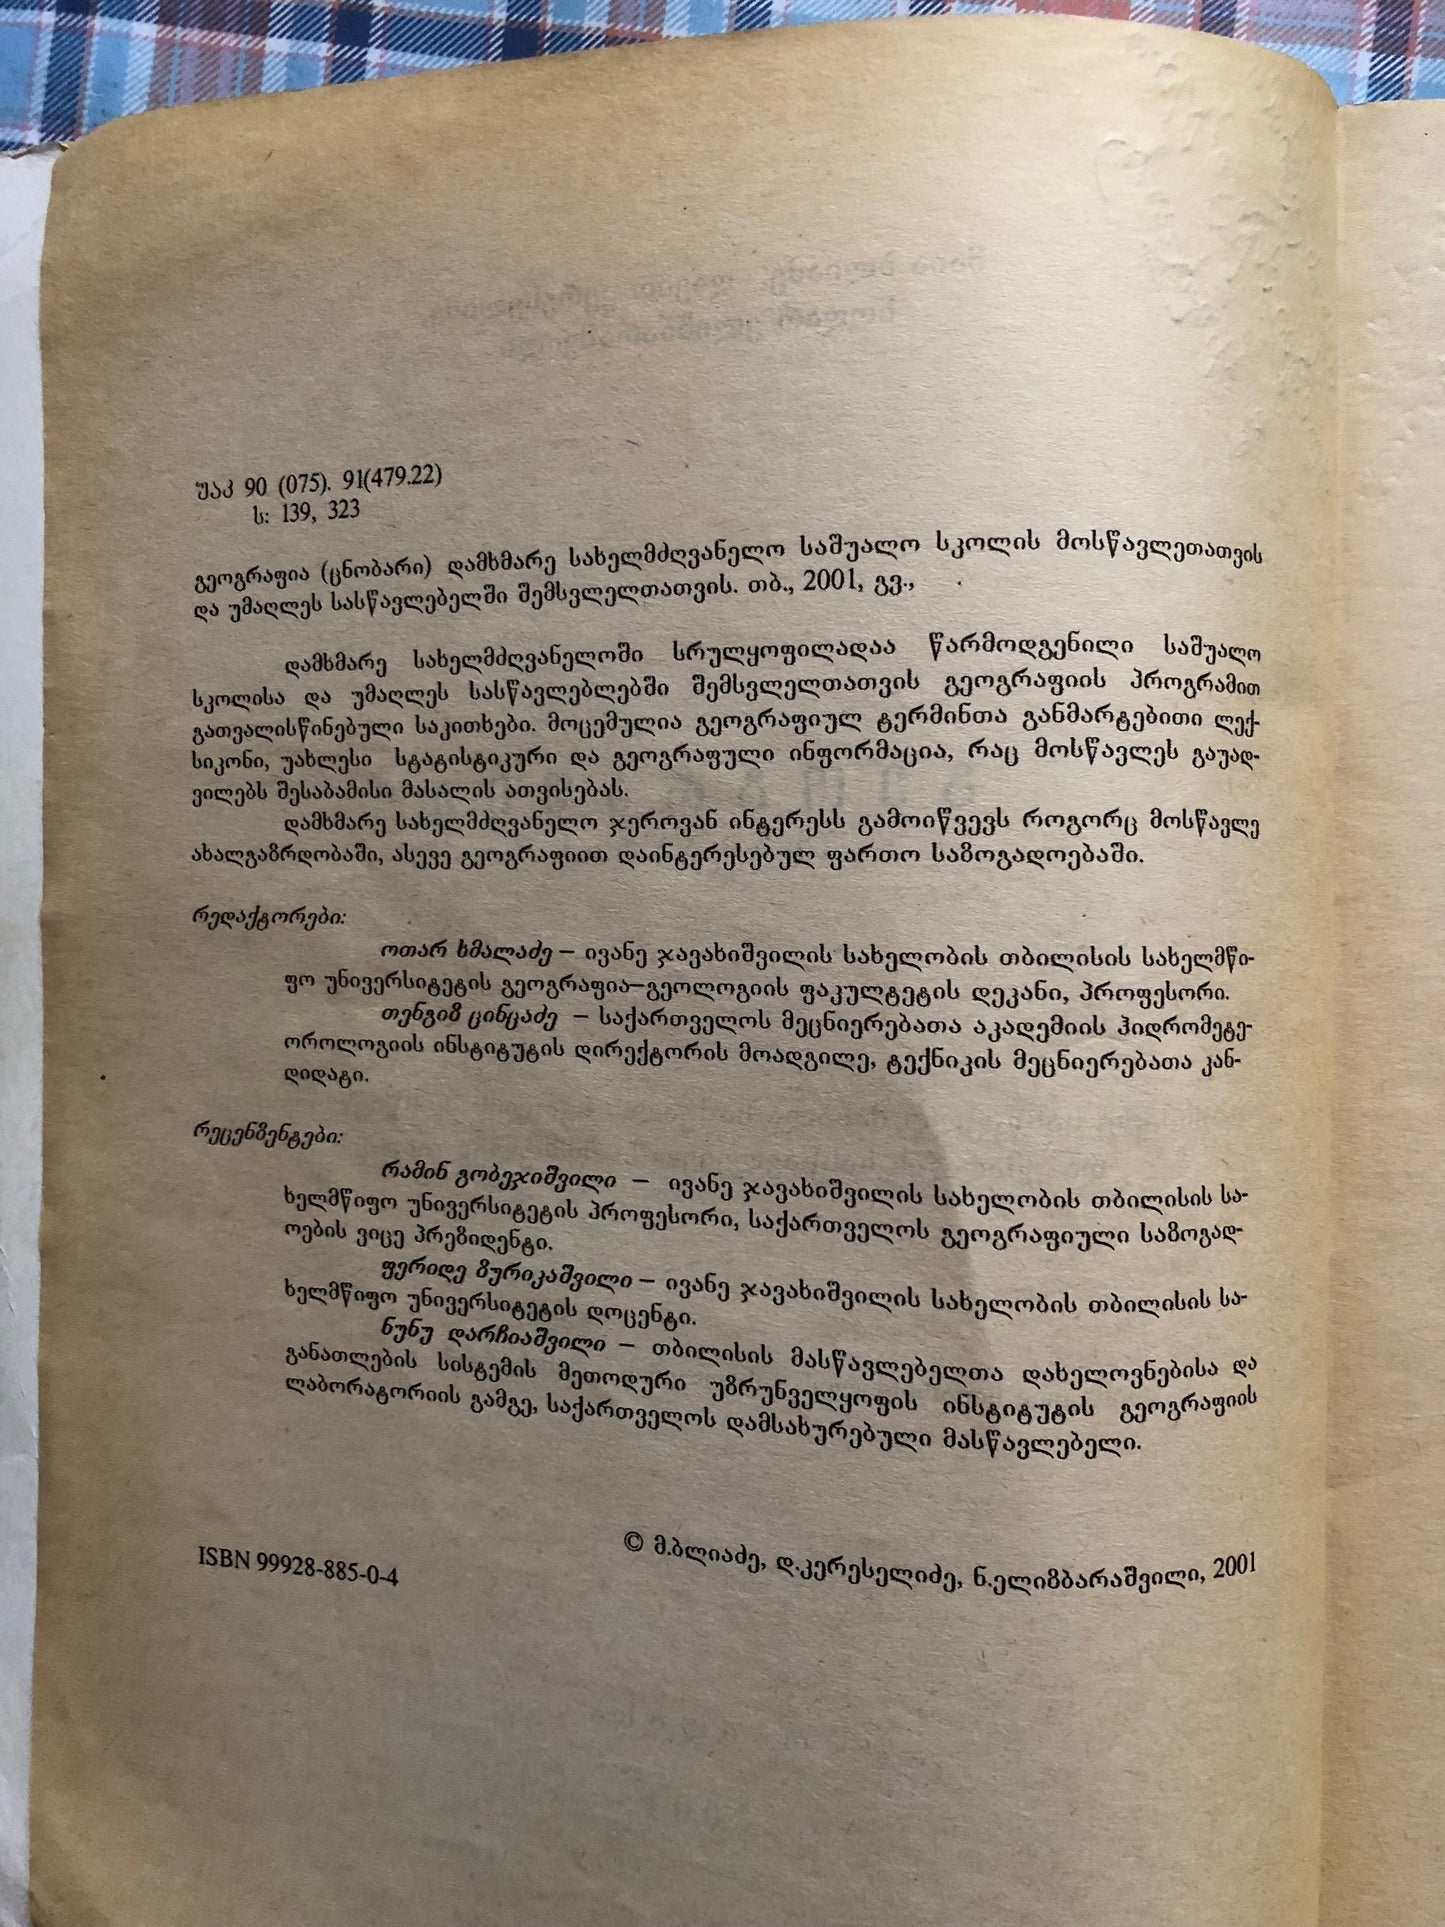 უაკ 90 (075). 91(479.22)
ს: 139, 323
გეოგრაფია (ცნობარი) დამხმარე სახელმძღვანელო საშუალო სკოლის მოსწავლეთათვის
და უმაღლეს სასწავლებელში შემსვლელთათვის. თბ., 2001, გვ.,
დამხმარე სახელმძღვანელოში სრულყოფილადაა წარმოდგენილი საშუალო
სკოლისა და უმაღლეს სასწავლებლებში შემსვლელთათვის გეოგრაფიის პროგრამით
გათვალისწინებული საკითხები. მოცემულია გეოგრაფიულ ტერმინთა განმარტებითი ლექ-
სიკონი, უახლესი სტატისტიკური და გეოგრაფული ინფორმაცია, რაც მოსწავლეს გაუად-
ვილებს შესაბამისი მასალის ათვისებას.
დამხმარე სახელმძღვანელო ჯეროვან ინტერესს გამოიწვევს როგორც მოსწავლე
ახალგაზრდობაში, ასევე გეოგრაფიით დაინტერესებულ ფართო საზოგადოებაში.
რედაქტორები:
ოთარ ხმალაძე – ივანე ჯავახიშვილის სახელობის თბილისის სახელმწი-
ფო უნივერსიტეტის გეოგრაფია–გეოლოგიის ფაკულტეტის დეკანი, პროფესორი.
თენგიზ ცინცაძე – საქართველოს მეცნიერებათა აკადემიის ჰიდრომეტე-
ოროლოგიის ინსტიტუტის დირექტორის მოადგილე, ტექნიკის მეცნიერებათა კან-
დიდატი.
რეცენზენტები:
რამინ გობეჯიშვილი – ივანე ჯავახიშვილის სახელობის თბილისის სა-
ხელმწიფო უნივერსიტეტის პროფესორი, საქართველოს გეოგრაფიული საზოგად-
ოების ვიცე პრეზიდენტი.
ფერიდე ზურიკაშვილი – ივანე ჯავახიშვილის სახელობის თბილისის სა-
ხელმწიფო უნივერსიტეტის დოცენტი.
ნუნუ დარჩიაშვილი – თბილისის მასწავლებელთა დახელოვნებისა და
განათლების სისტემის მეთოდური უზრუნველყოფის ინსტიტუტის გეოგრაფიის
ლაბორატორიის გამგე, საქართველოს დამსახურებული მასწავლებელი.
© მ.ბლიაძე, დ.კერესელიძე, ნ.ელიზბარაშვილი, 2001
ISBN 99928-885-0-4